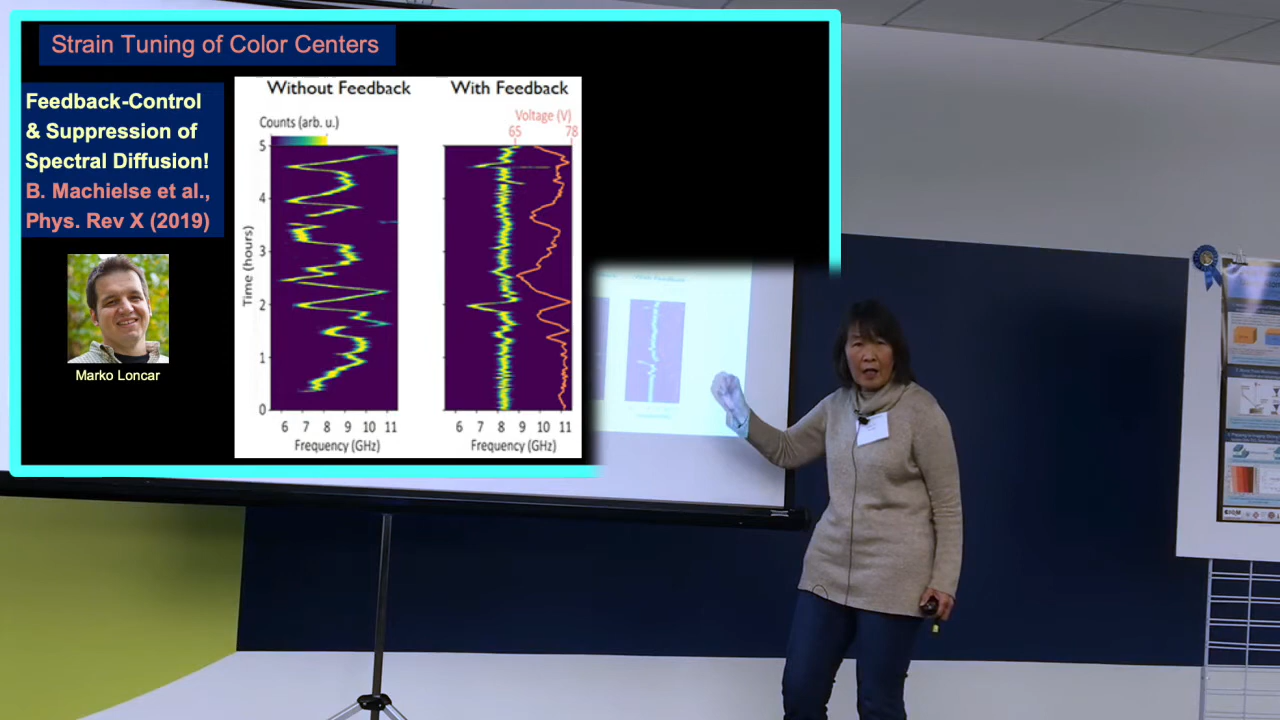 Strain Tuning of Color Centers
Feedback-Control
& Suppression of
Spectral Diffusion!
B. Machielse et al.,
Phys. Rev X (2019)
Marko Loncar
Without Feedback
With Feedback
Counts (arb. u.)
Voltage (V)
65 78
5
4
3
2
1
0
Time (hours)
6 7 8 9 10 11
Frequency (GHz)
6 7 8 9 10 11
Frequency (GHz)